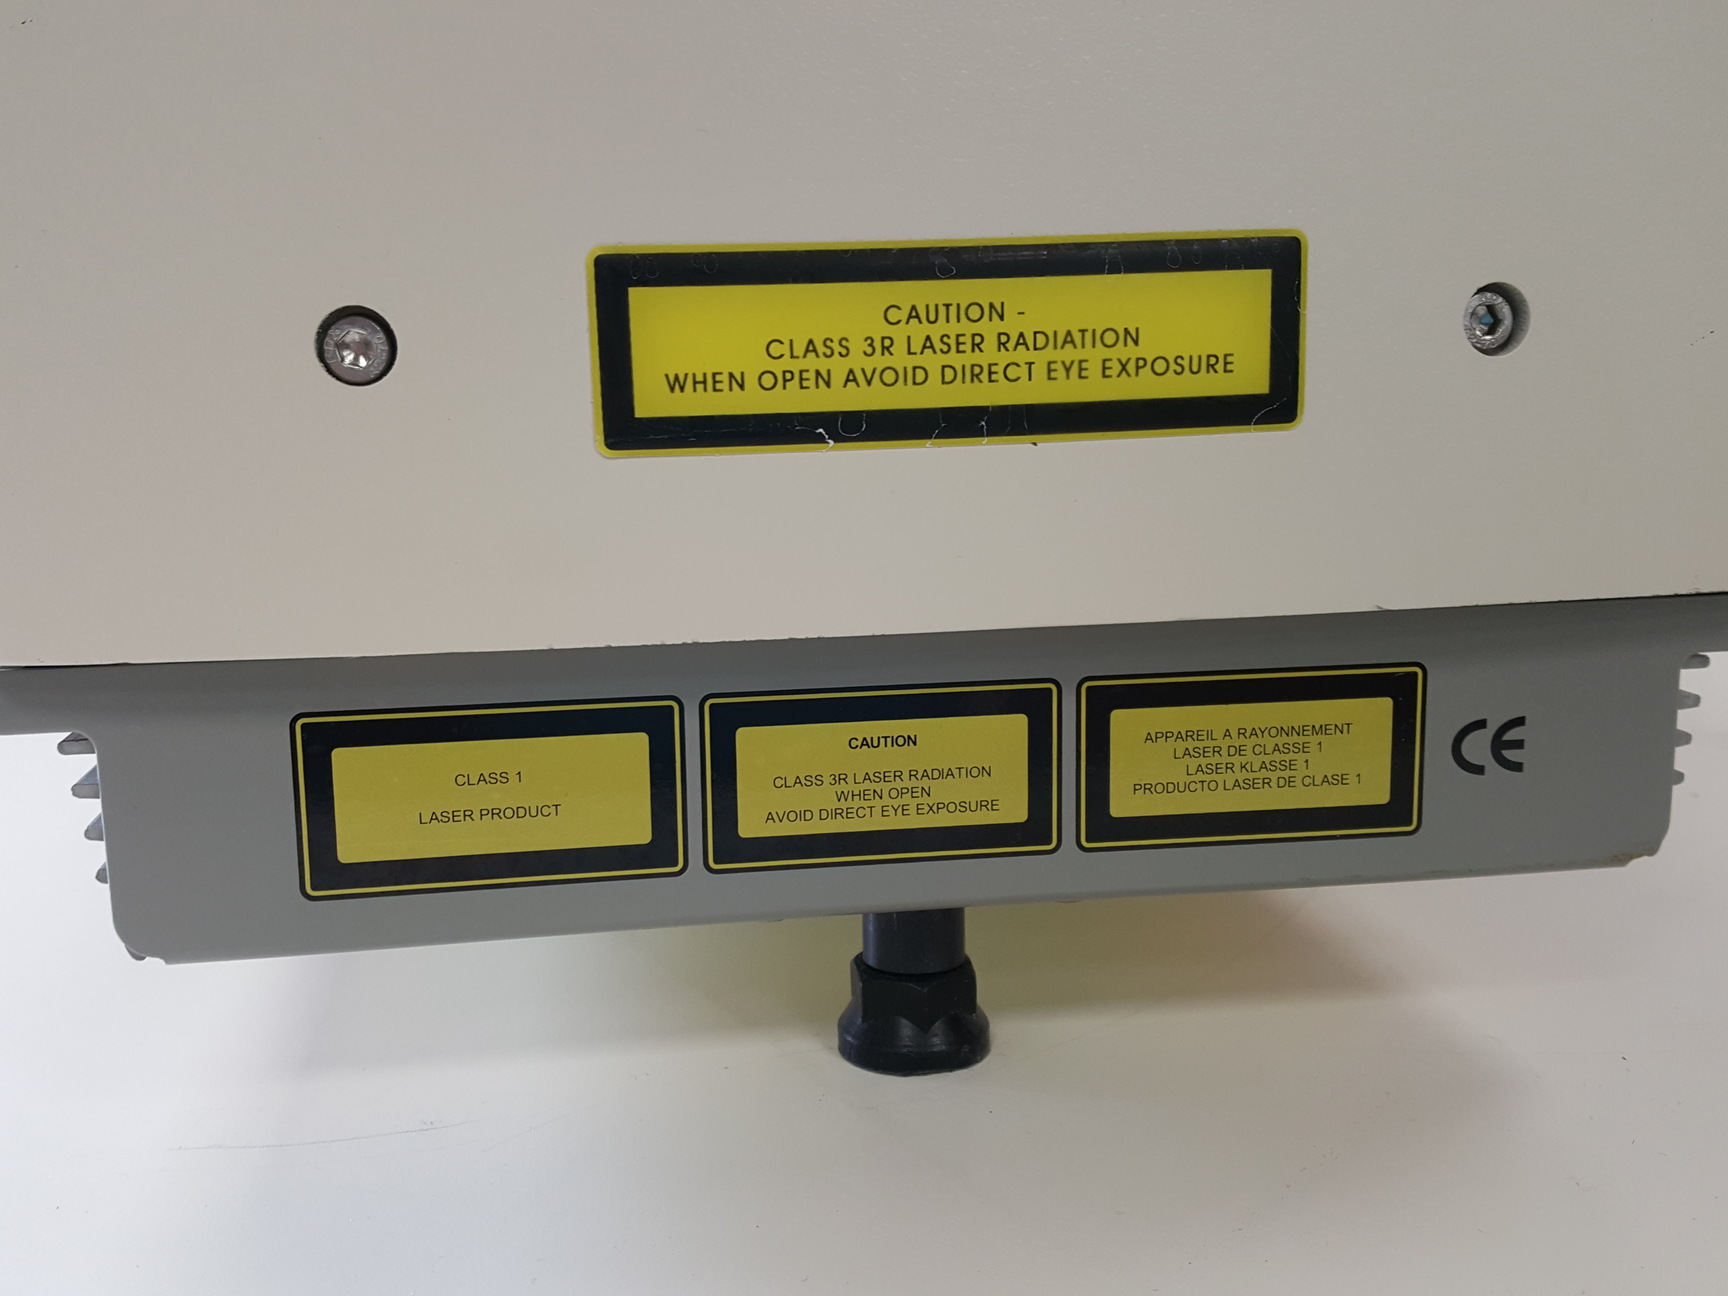 CAUTION -
CLASS 3R LASER RADIATION
WHEN OPEN AVOID DIRECT EYE EXPOSURE
CLASS 1
LASER PRODUCT
CAUTION
CLASS 3R LASER RADIATION
WHEN OPEN
AVOID DIRECT EYE EXPOSURE
APPAREIL A RAYONNEMENT
LASER DE CLASSE 1
LASER KLASSE 1
PRODUCTO LASER DE CLASE 1
CE